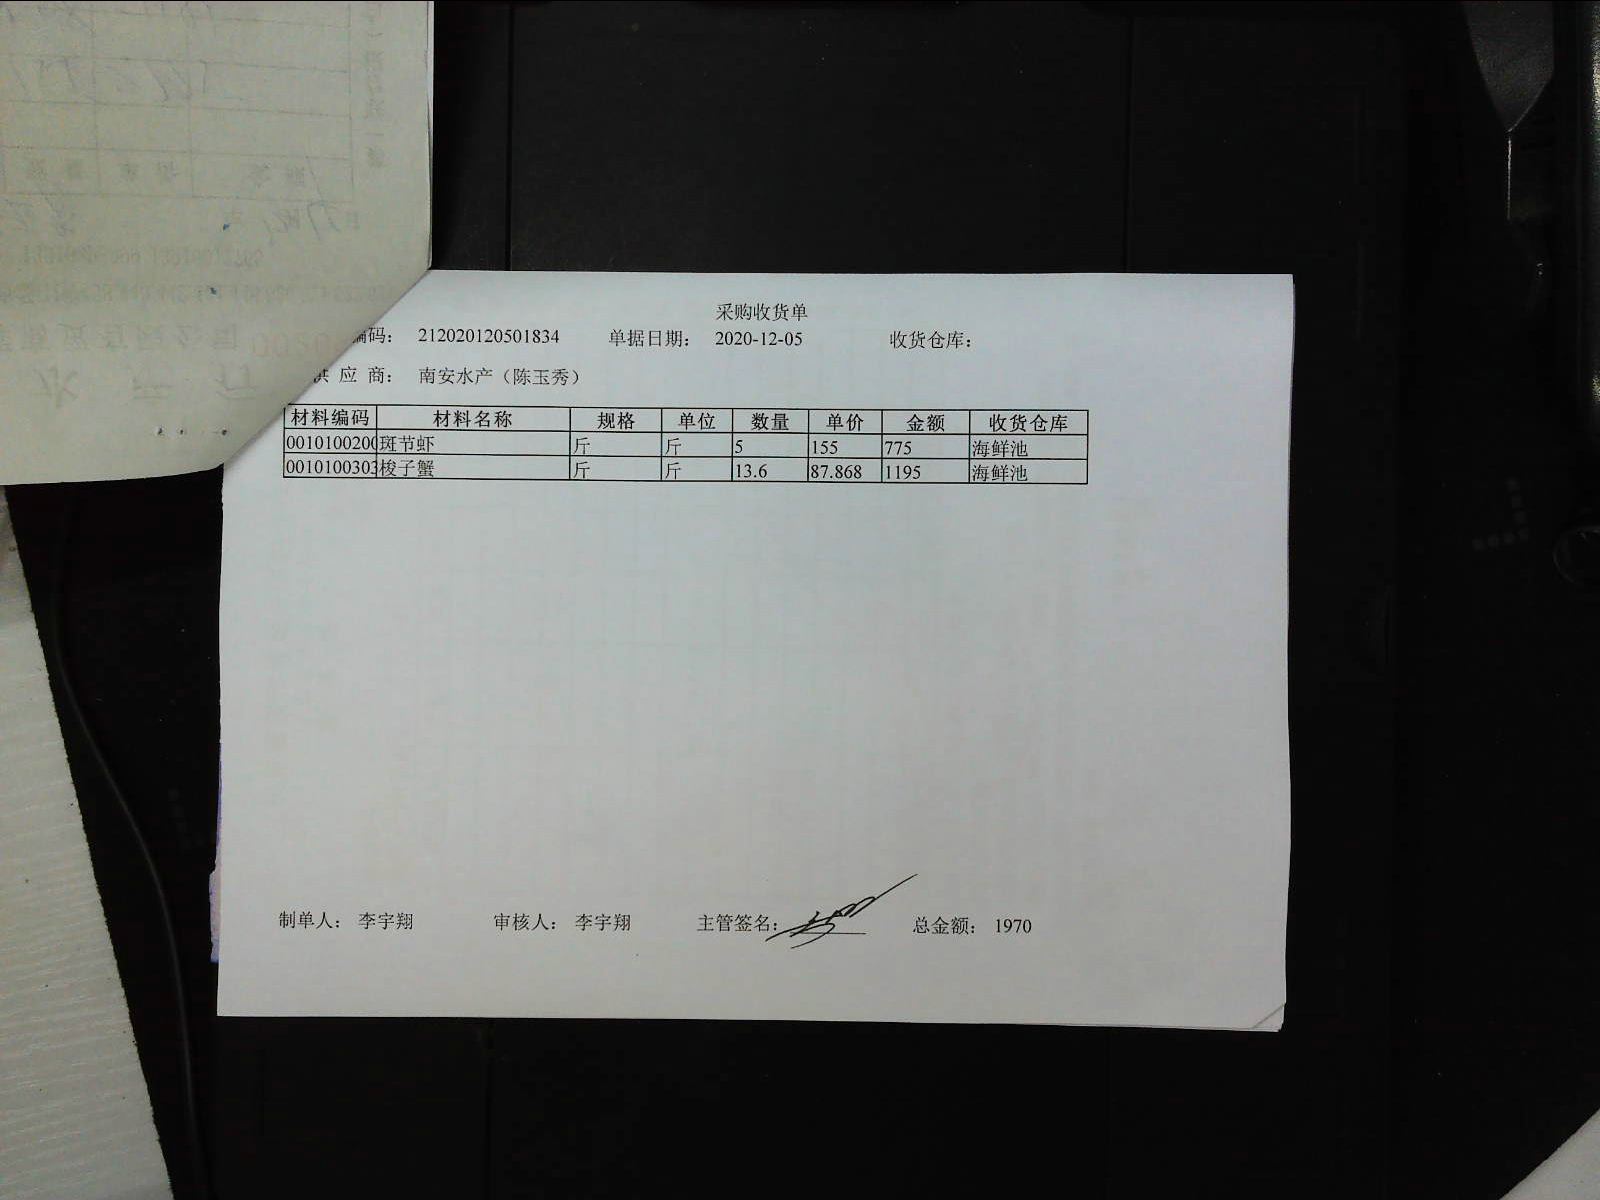 采购收货单
编码： 212020120501834 单据日期： 2020-12-05 收货仓库：
供 应 商： 南安水产（陈玉秀）
材料编码 材料名称 规格 单位 数量 单价 金额 收货仓库
0010100200 斑节虾 斤 斤 5 155 775 海鲜池
0010100303 梭子蟹 斤 斤 13.6 87.868 1195 海鲜池
制单人： 李宇翔 审核人： 李宇翔 主管签名： 总金额： 1970